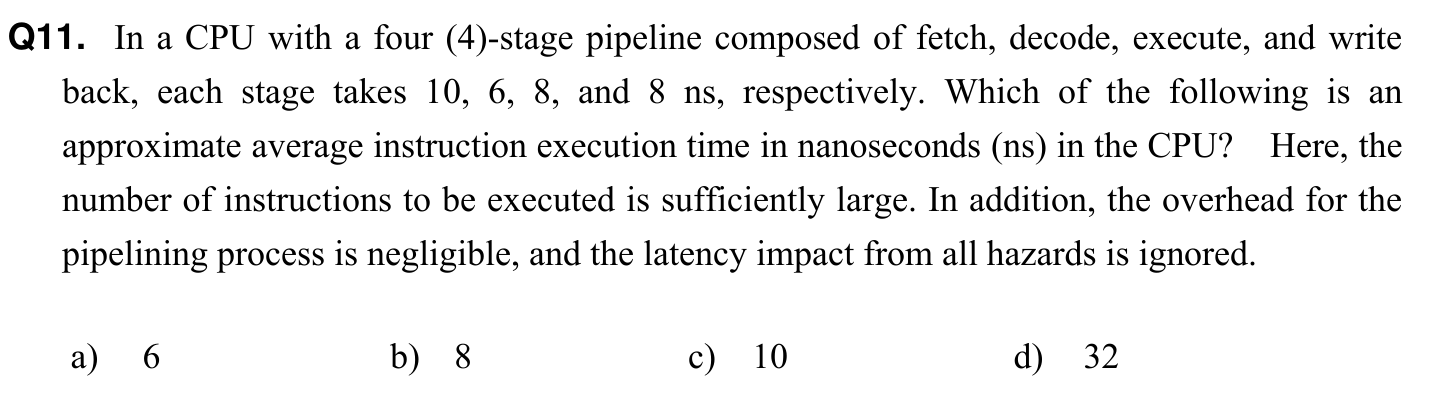 Q11. In a CPU with a four (4)-stage pipeline composed of fetch, decode, execute, and write
back, each stage takes 10, 6, 8, and 8 ns, respectively. Which of the following is an
approximate average instruction execution time in nanoseconds (ns) in the CPU? Here, the
number of instructions to be executed is sufficiently large. In addition, the overhead for the
pipelining process is negligible, and the latency impact from all hazards is ignored.
a) 6 b) 8 c) 10 d) 32